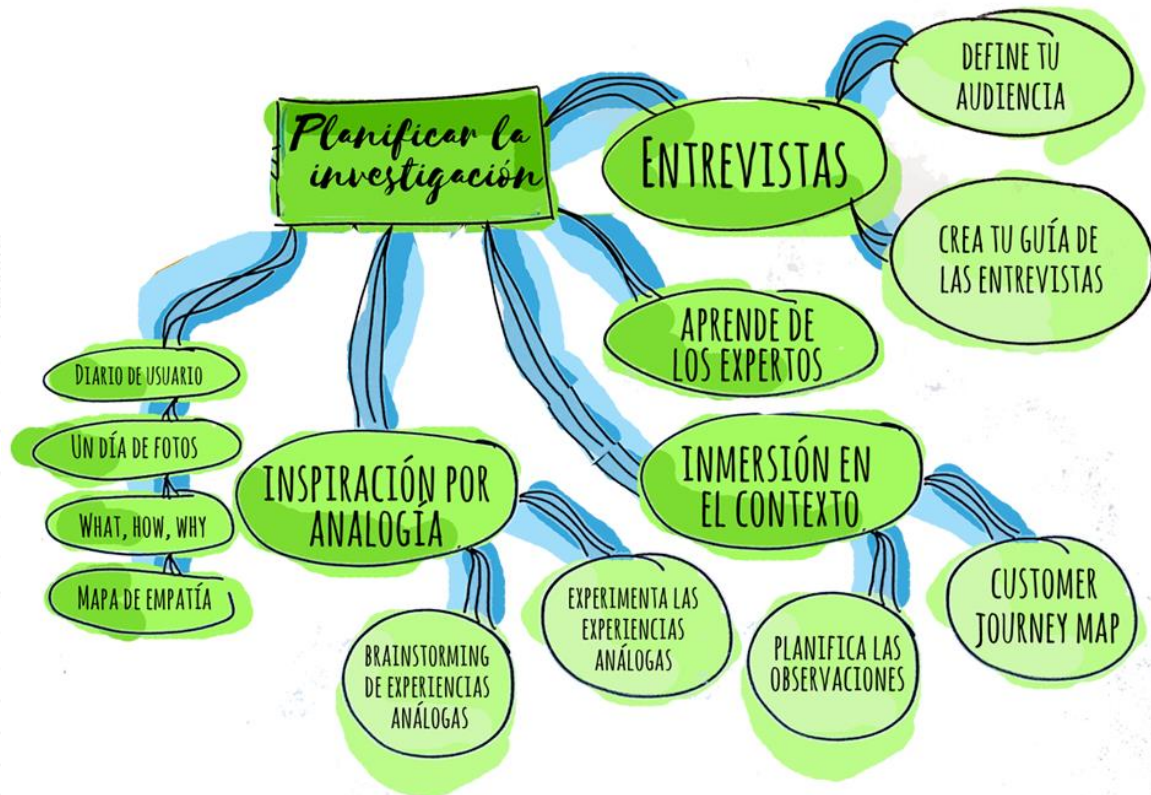 Planificar la
investigación
ENTREVISTAS
DEFINE TU
AUDIENCIA
CREA TU GUÍA DE
LAS ENTREVISTAS
APRENDE DE
LOS EXPERTOS
INMERSIÓN EN
EL CONTEXTO
CUSTOMER
JOURNEY MAP
PLANIFICA LAS
OBSERVACIONES
INSPIRACIÓN POR
ANALOGÍA
EXPERIMENTA LAS
EXPERIENCIAS
ANÁLOGAS
BRAINSTORMING
DE EXPERIENCIAS
ANÁLOGAS
DIARIO DE USUARIO
UN DÍA DE FOTOS
WHAT, HOW, WHY
MAPA DE EMPATÍA